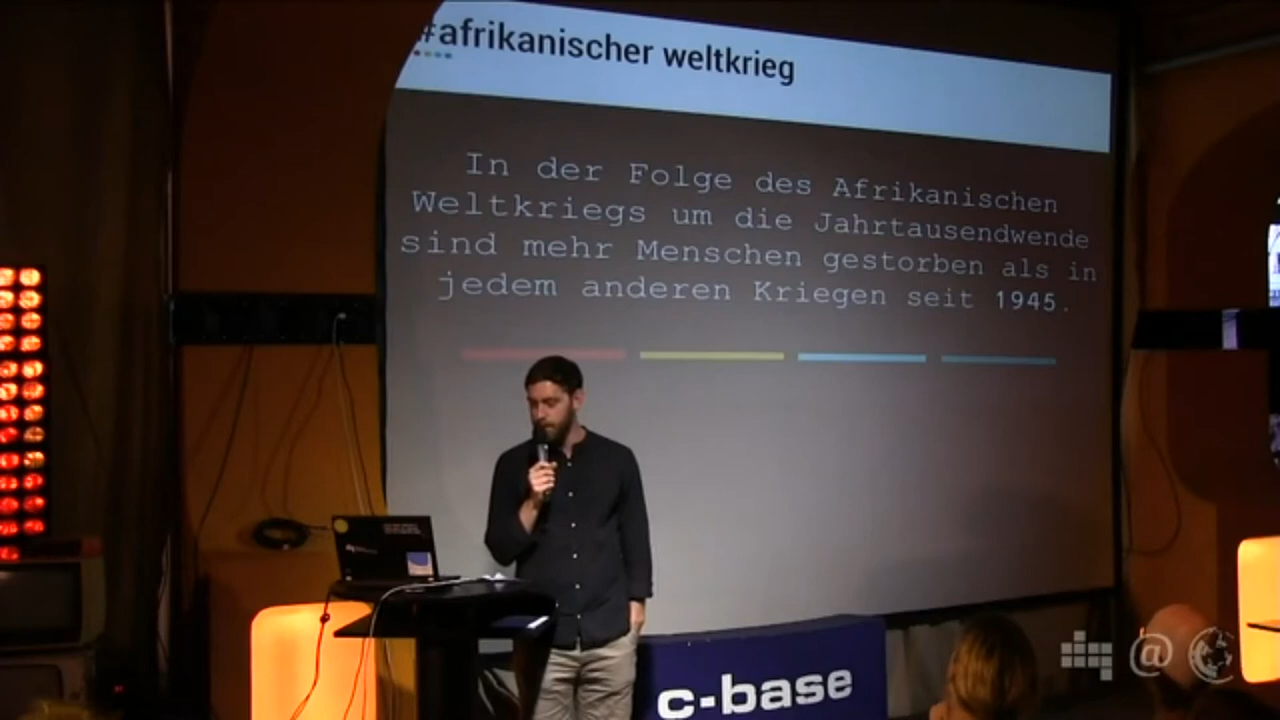 #afrikanischer weltkrieg
In der Folge des Afrikanischen
Weltkriegs um die Jahrtausendwende
sind mehr Menschen gestorben als in
jedem anderen Kriegen seit 1945.
c-base
@